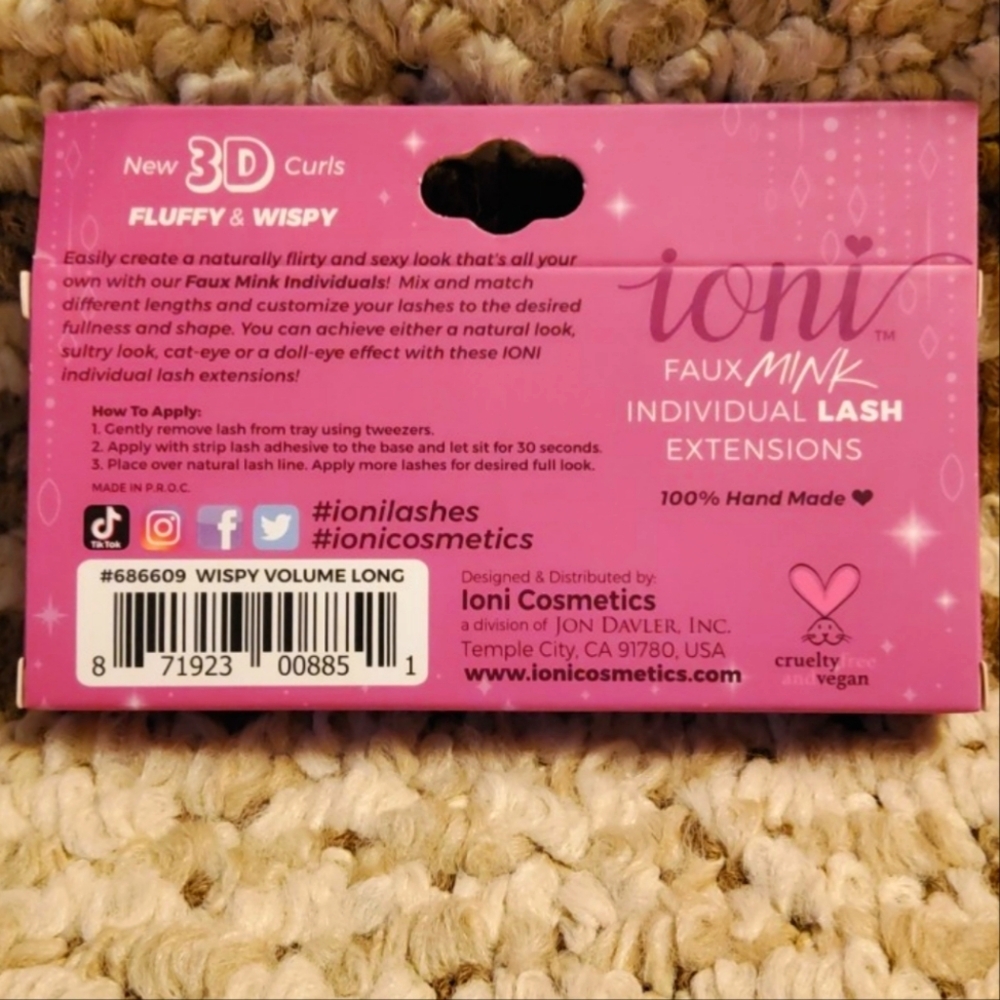 New 3D Curls
FLUFFY & WISPY
Easily create a naturally flirty and sexy look that's all your
own with our Faux Mink Individuals! Mix and match
different lengths and customize your lashes to the desired
fullness and shape. You can achieve either a natural look,
sultry look, cat-eye or a doll-eye effect with these IONI
individual lash extensions!
How To Apply:
1. Gently remove lash from tray using tweezers.
2. Apply with strip lash adhesive to the base and let sit for 30 seconds.
3. Place over natural lash line. Apply more lashes for desired full look.
MADE IN P.R.O.C.
TikTok
#ionilashes
#ionicosmetics
#686609 WISPY VOLUME LONG
8 71923 00885 1
ioni™
FAUX MINK
INDIVIDUAL LASH
EXTENSIONS
100% Hand Made ♥
Designed & Distributed by:
Ioni Cosmetics
a division of JON DAVLER, INC.
Temple City, CA 91780, USA
www.ionicosmetics.com
crueltyfree
andvegan